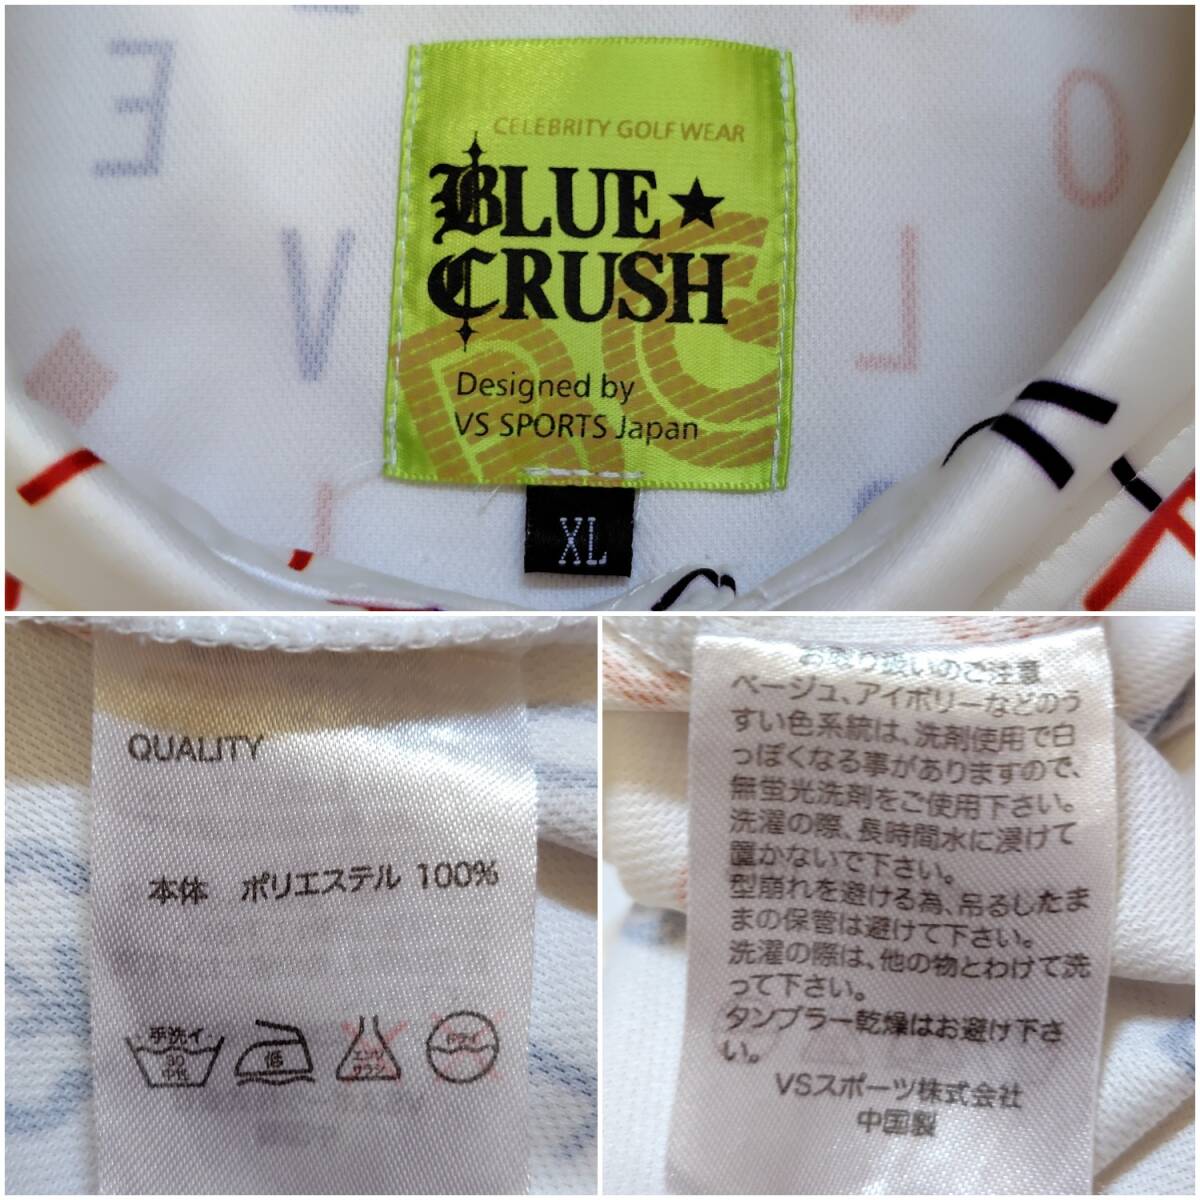 CELEBRITY GOLF WEAR
BLUE★
CRUSH
Designed by
VS SPORTS Japan
XL
QUALITY
本体 ポリエステル 100%
手洗イ
30
中性
低
エンソ
サラシ
ドライ
お取り扱いのご注意
ベージュ、アイボリーなどのう
すい色系統は、洗剤使用で白
っぽくなる事がありますので、
無蛍光洗剤をご使用下さい。
洗濯の際、長時間水に浸けて
置かないで下さい。
型崩れを避ける為、吊るしたま
まの保管は避けて下さい。
洗濯の際は、他の物とわけて洗
って下さい。
タンブラー乾燥はお避け下さ
い。
VSスポーツ株式会社
中国製